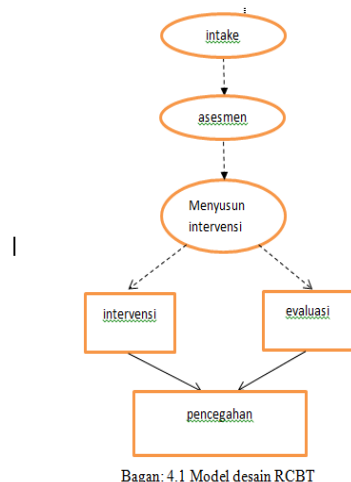 intake
asesmen
Menyusun
intervensi
intervensi
evaluasi
pencegahan
Bagan: 4.1 Model desain RCBT